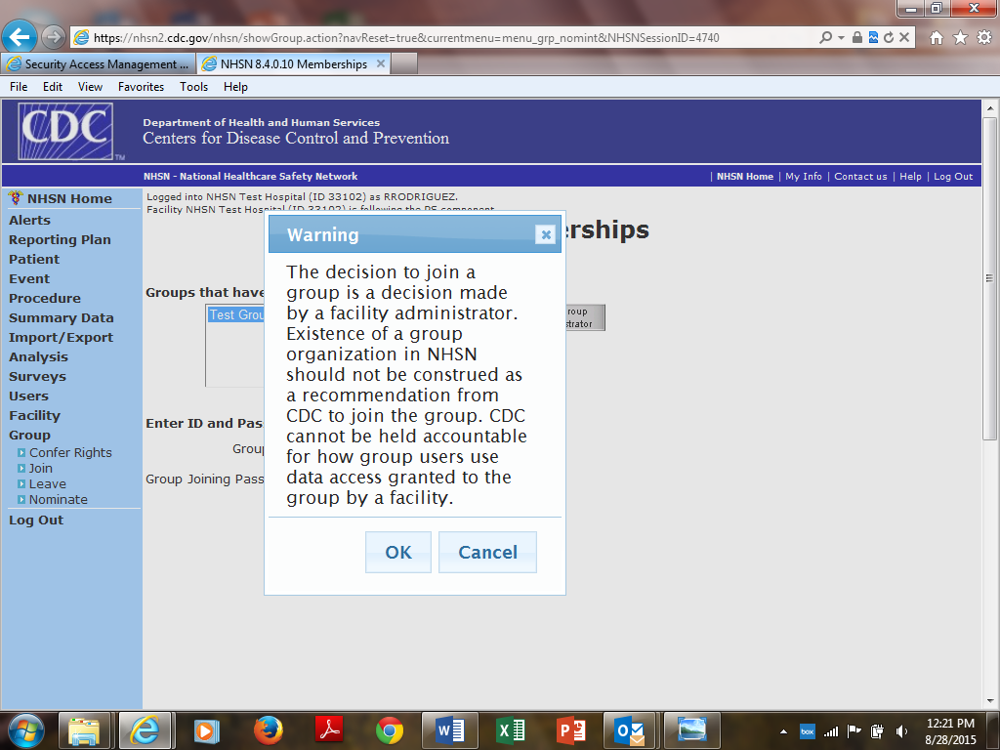 https://nhsn2.cdc.gov/nhsn/showGroup.action?navReset=true&currentmenu=menu_grp_nomint&NHSNSessionID=4740
Security Access Management ...
NHSN 8.4.0.10 Memberships
File Edit View Favorites Tools Help
CDC TM
Department of Health and Human Services
Centers for Disease Control and Prevention
NHSN - National Healthcare Safety Network
| NHSN Home | My Info | Contact us | Help | Log Out
NHSN Home
Alerts
Reporting Plan
Patient
Event
Procedure
Summary Data
Import/Export
Analysis
Surveys
Users
Facility
Group
Confer Rights
Join
Leave
Nominate
Log Out
Logged into NHSN Test Hospital (ID 33102) as RRODRIGUEZ.
Facility NHSN Test Hospital (ID 33102) is following the PS component.
erships
Groups that have
Test Grou
roup
strator
Enter ID and Pas
Group
Group Joining Pass
Warning
The decision to join a
group is a decision made
by a facility administrator.
Existence of a group
organization in NHSN
should not be construed as
a recommendation from
CDC to join the group. CDC
cannot be held accountable
for how group users use
data access granted to the
group by a facility.
OK
Cancel
box
12:21 PM
8/28/2015